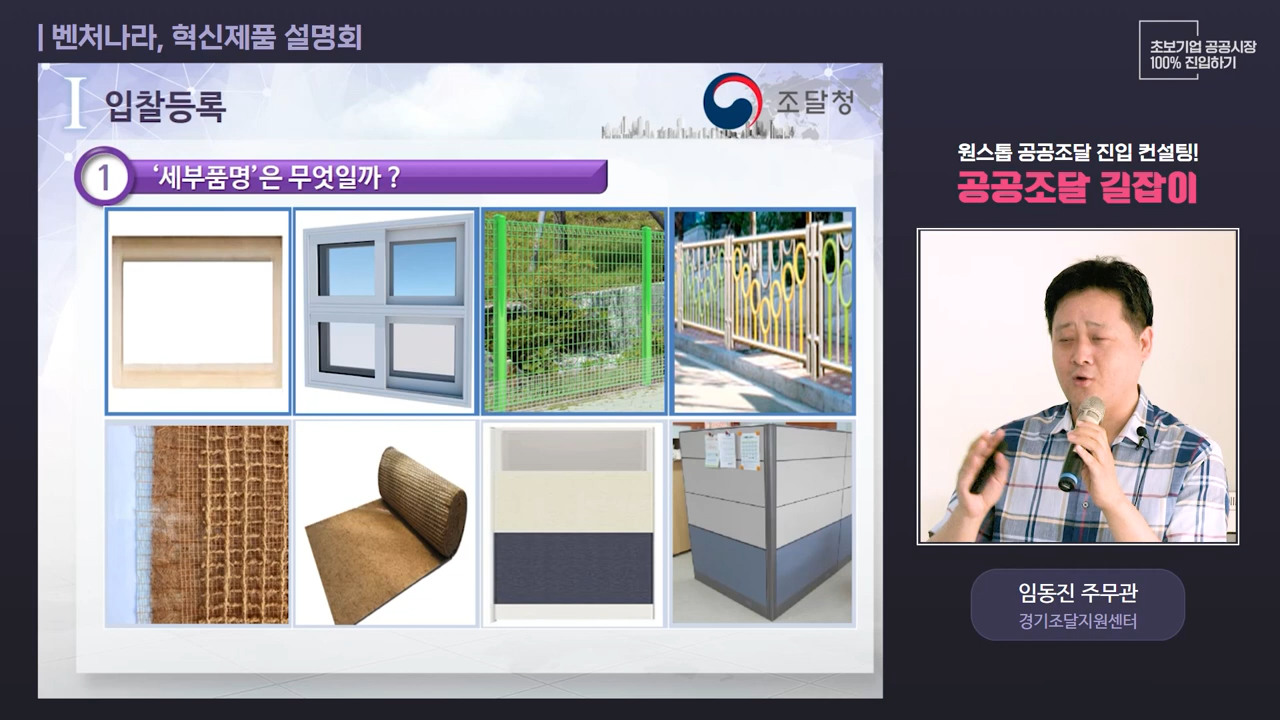 | 벤처나라, 혁신제품 설명회
초보기업 공공시장
100% 진입하기
I 입찰등록
조달청
1 '세부품명'은 무엇일까 ?
원스톱 공공조달 진입 컨설팅!
공공조달 길잡이
임동진 주무관
경기조달지원센터